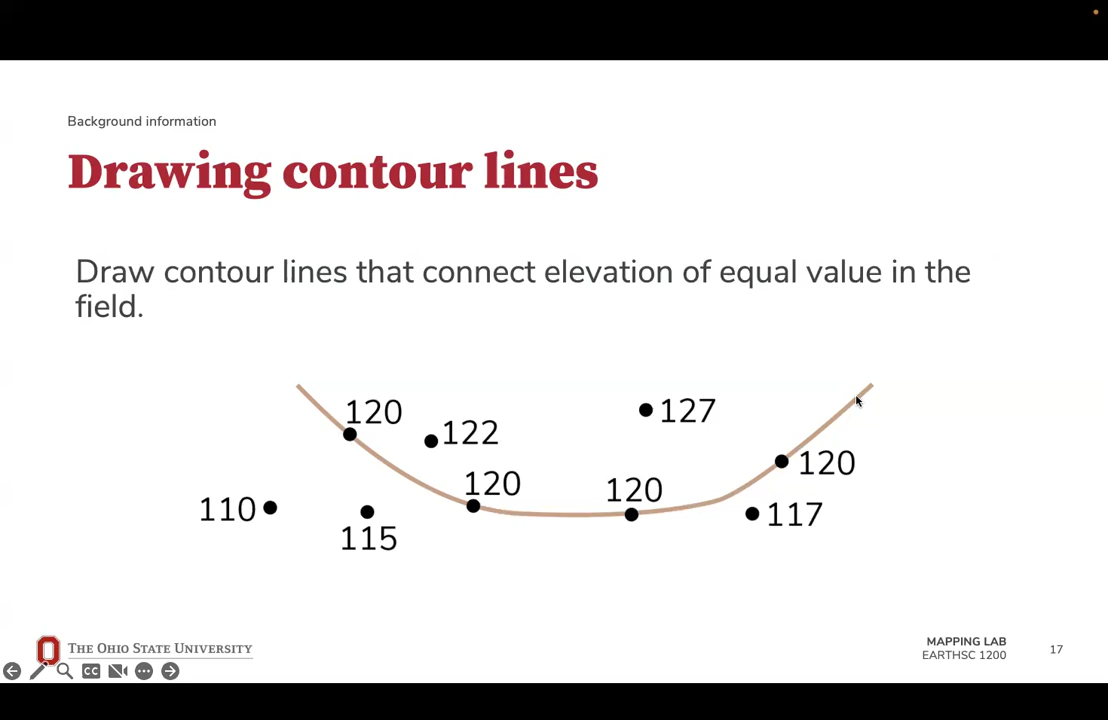 Background information
Drawing contour lines
Draw contour lines that connect elevation of equal value in the
field.
120
122
127
120
120
120
110
115
117
THE OHIO STATE UNIVERSITY
MAPPING LAB
EARTHSC 1200
17
CC